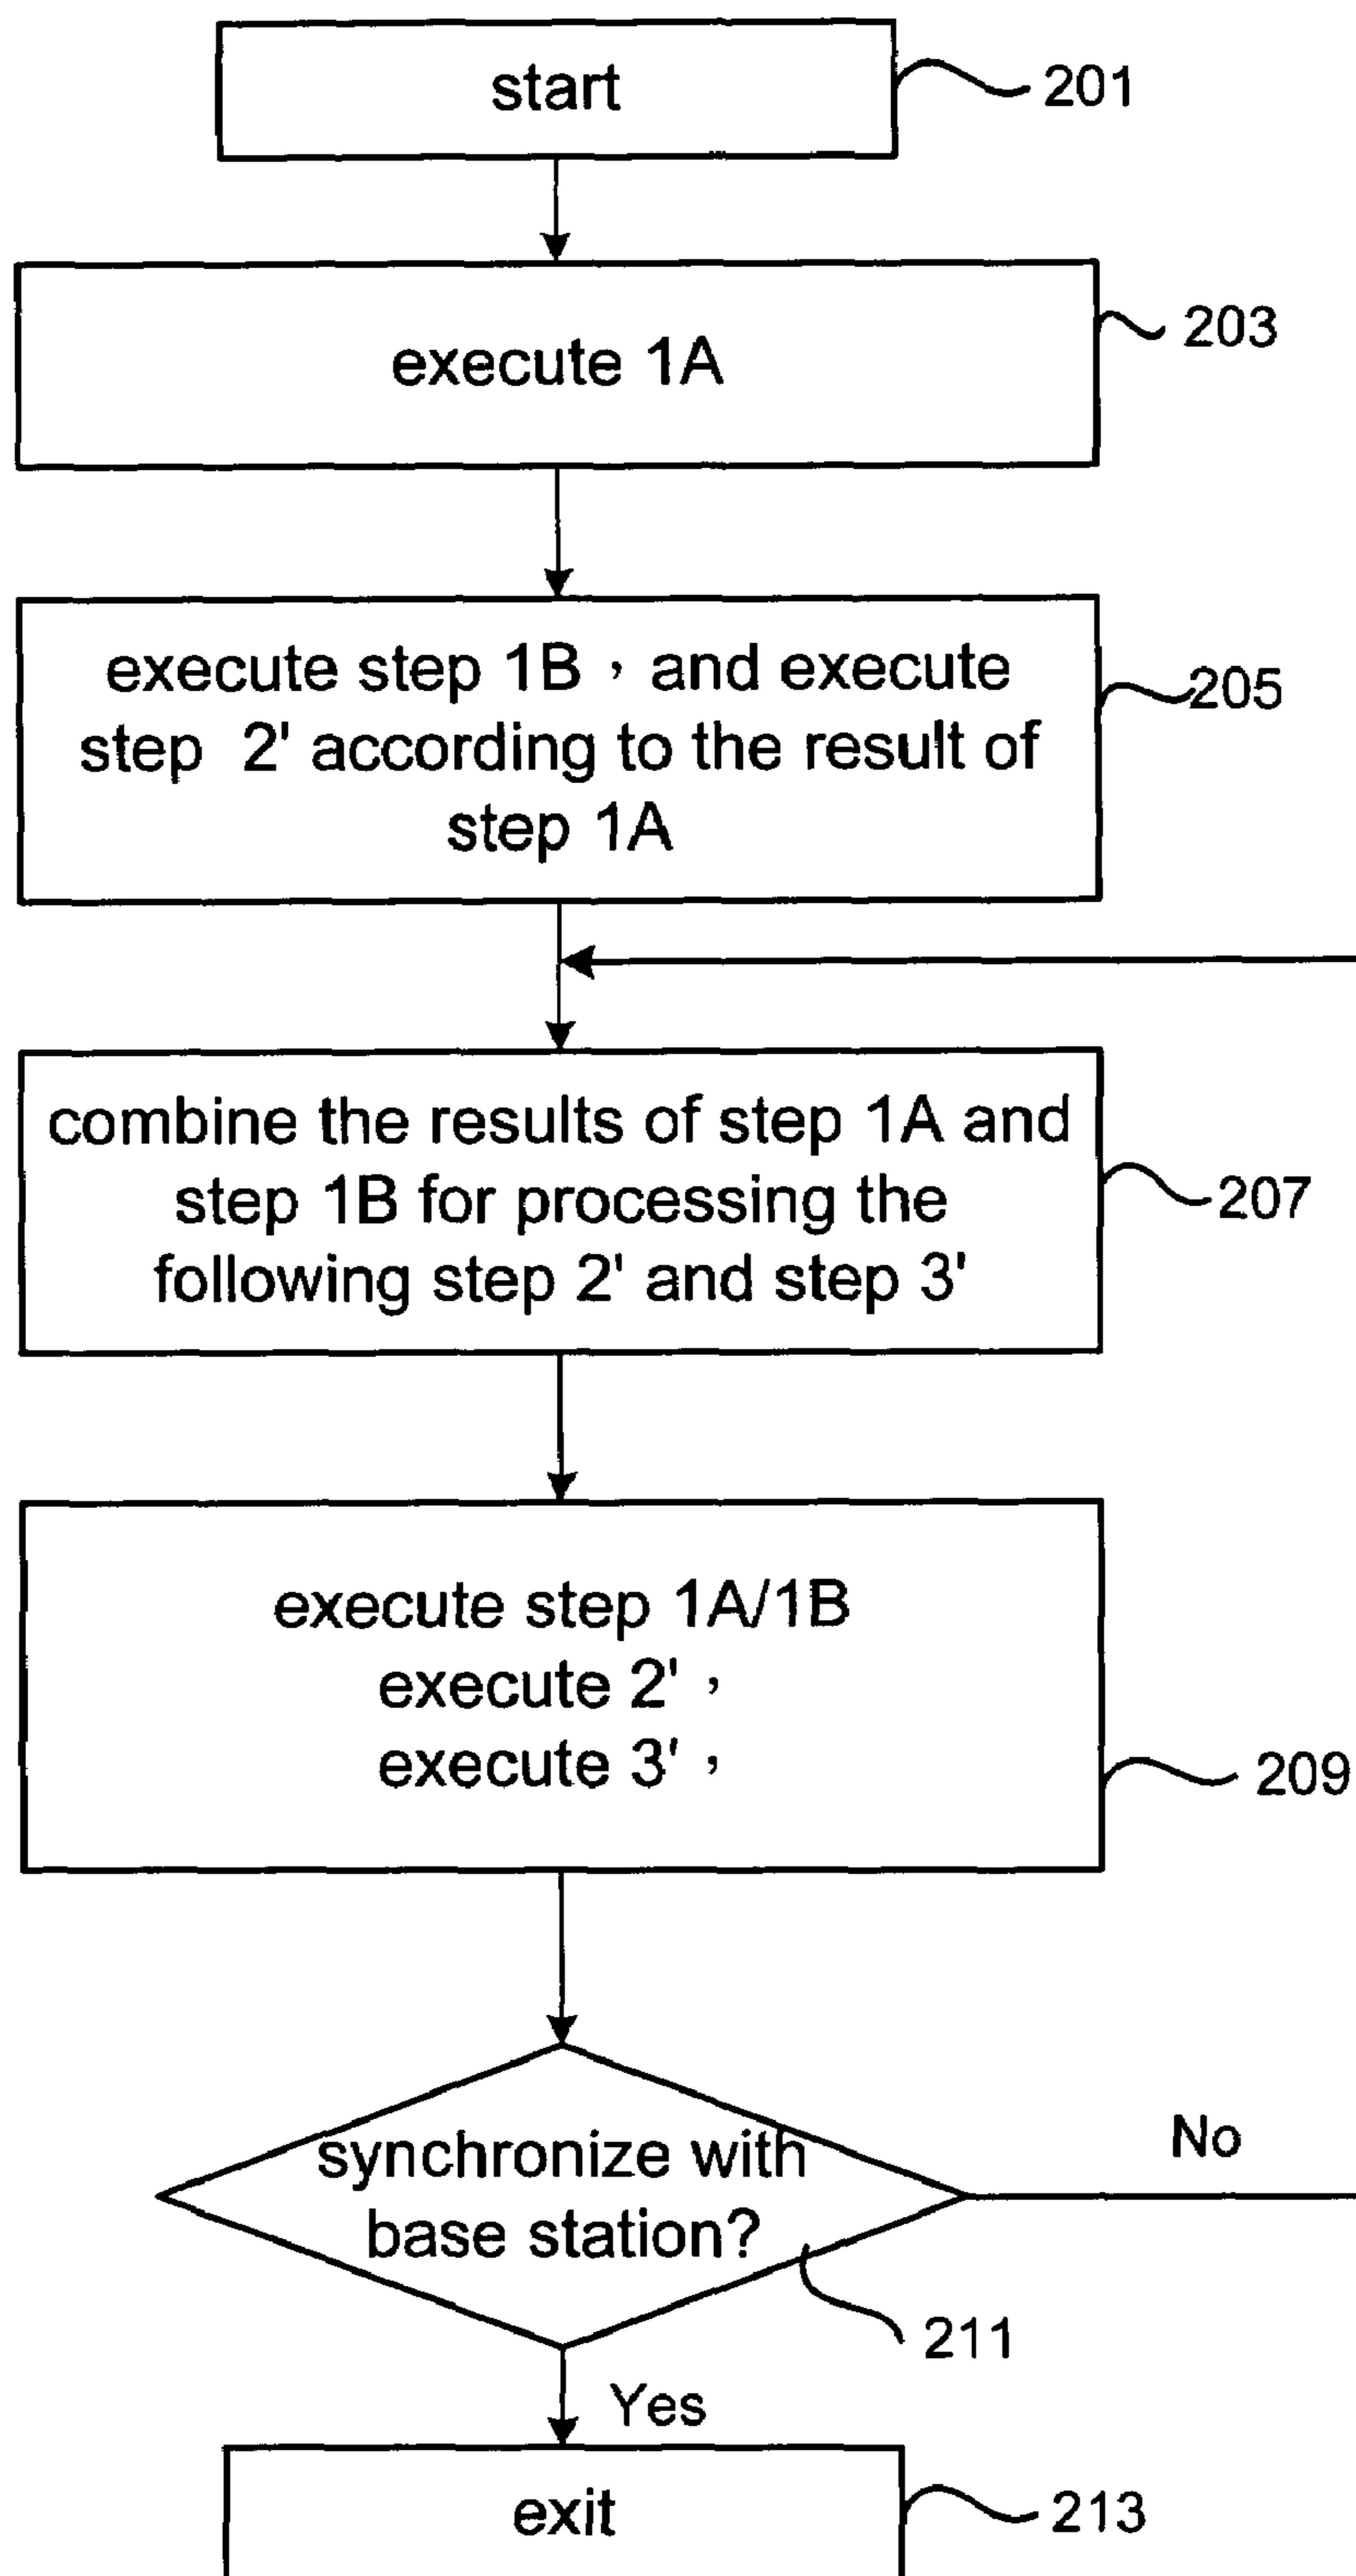 start
201
execute 1A
203
execute step 1B，and execute
step 2' according to the result of
step 1A
205
combine the results of step 1A and
step 1B for processing the
following step 2' and step 3'
207
execute step 1A/1B
execute 2'，
execute 3'，
209
synchronize with
base station?
No
211
Yes
exit
213